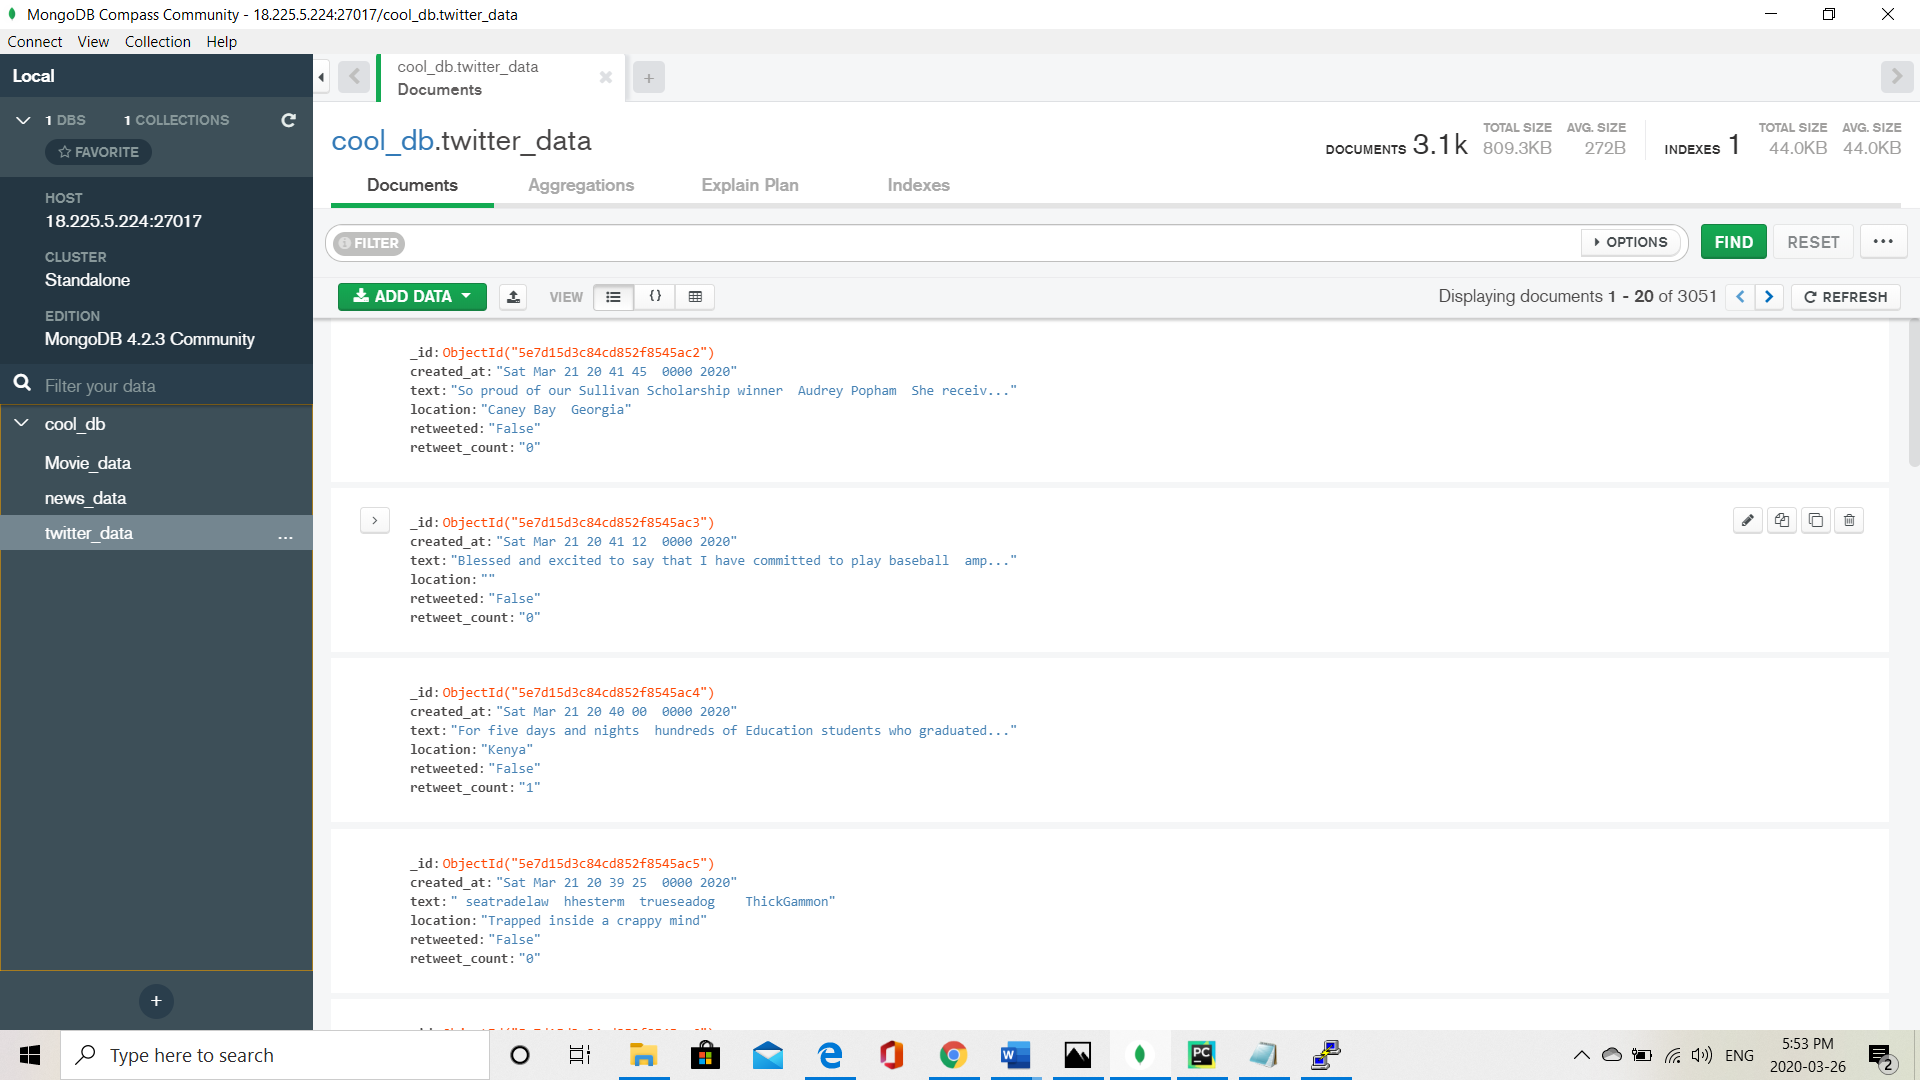 MongoDB Compass Community - 18.225.5.224:27017/cool_db.twitter_data
Connect View Collection Help
Local
1 DBS 1 COLLECTIONS
FAVORITE
HOST
18.225.5.224:27017
CLUSTER
Standalone
EDITION
MongoDB 4.2.3 Community
Filter your data
cool_db
Movie_data
news_data
twitter_data ...
cool_db.twitter_data
Documents
cool_db.twitter_data
DOCUMENTS 3.1k TOTAL SIZE 809.3KB AVG. SIZE 272B INDEXES 1 TOTAL SIZE 44.0KB AVG. SIZE 44.0KB
Documents Aggregations Explain Plan Indexes
FILTER OPTIONS FIND RESET ...
ADD DATA VIEW {} Displaying documents 1 - 20 of 3051 REFRESH
_id: ObjectId("5e7d15d3c84cd852f8545ac2")
created_at: "Sat Mar 21 20 41 45  0000 2020"
text: "So proud of our Sullivan Scholarship winner  Audrey Popham  She receiv..."
location: "Caney Bay  Georgia"
retweeted: "False"
retweet_count: "0"
_id: ObjectId("5e7d15d3c84cd852f8545ac3")
created_at: "Sat Mar 21 20 41 12  0000 2020"
text: "Blessed and excited to say that I have committed to play baseball  amp..."
location: ""
retweeted: "False"
retweet_count: "0"
_id: ObjectId("5e7d15d3c84cd852f8545ac4")
created_at: "Sat Mar 21 20 40 00  0000 2020"
text: "For five days and nights  hundreds of Education students who graduated..."
location: "Kenya"
retweeted: "False"
retweet_count: "1"
_id: ObjectId("5e7d15d3c84cd852f8545ac5")
created_at: "Sat Mar 21 20 39 25  0000 2020"
text: " seatradelaw  hhesterm  trueseadog    ThickGammon"
location: "Trapped inside a crappy mind"
retweeted: "False"
retweet_count: "0"
Type here to search
ENG
5:53 PM
2020-03-26
2